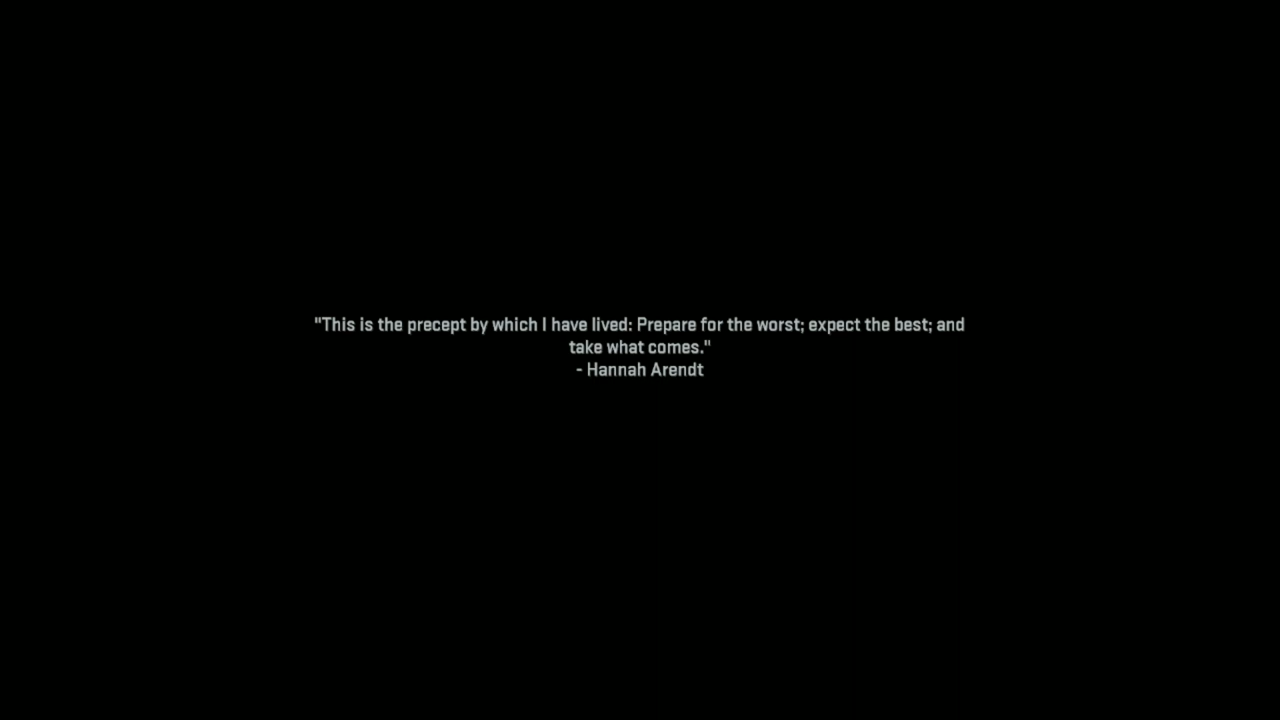 "This is the precept by which I have lived: Prepare for the worst; expect the best; and
take what comes."
- Hannah Arendt